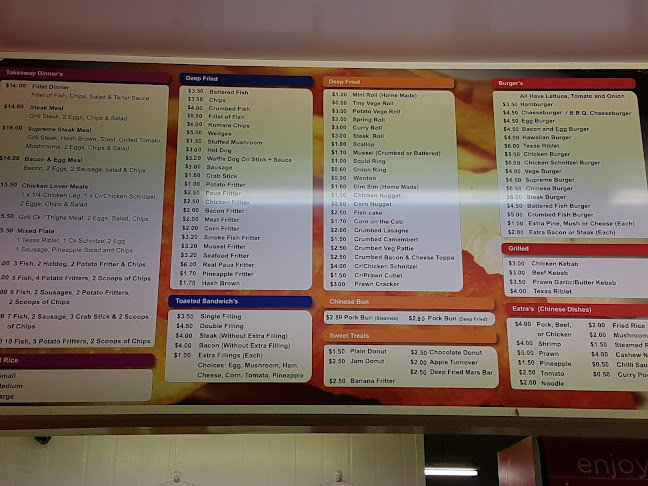 Takeaway Dinner's
$14.00 Fillet Dinner
Fillet of Fish, Chips, Salad & Tartar Sauce
$14.00 Steak Meal
Grill Steak, 2 Eggs, Chips & Salad
$18.00 Supreme Steak Meal
Grill Steak, Hash Brown, Toast, Grilled Tomato,
Mushrooms, 2 Eggs, Chips & Salad
$14.00 Bacon & Egg Meal
Bacon, 2 Eggs, 2 Sausage, salad & Chips
5.50 Chicken Lover Meals
1 x 1/4 Chicken Leg, 1 x Cr/Chicken Schnitzel,
2 Eggs, Chips & Salad
5.50 Grill Ck / Thighs Meat, 2 Eggs, Salad, Chips
5.50 Mixed Plate
1 Texas Riblet, 1 Ck Schnitzel, 2 Egg
1 Sausage, Pineapple Salad and Chips
.00 3 Fish, 2 Hotdog, 2 Potato Fritter & Chips
.00 5 Fish, 4 Potato Fritters, 2 Scoops of Chips
00 6 Fish, 2 Sausages, 2 Potato Fritters,
2 Scoops of Chips
0 7 Fish, 2 Sausage, 3 Crab Stick & 2 Scoops
of Chips
0 10 Fish, 5 Potato Fritters, 2 Scoops of Chips
Rice
Small
Medium
Large
Deep Fried
$3.50 Battered Fish
$3.50 Chips
$4.00 Crumbed Fish
$6.50 Fillet of Fish
$6.00 Kumara Chips
$5.00 Wedges
$1.50 Stuffed Mushroom
$3.00 Hot Dog
$3.20 Waffle Dog On Stick + Sauce
$3.00 Sausage
$1.80 Crab Stick
$1.00 Potato Fritter
$2.50 Paua Fritter
$2.50 Chicken Fritter
$2.00 Bacon Fritter
$2.00 Meat Fritter
$2.00 Corn Fritter
$3.20 Smoke Fish Fritter
$3.20 Mussel Fritter
$3.20 Seafood Fritter
$6.00 Real Paua Fritter
$1.70 Pineapple Fritter
$1.70 Hash Brown
Toasted Sandwich's
$3.50 Single Filling
$4.50 Double Filling
$4.00 Steak (Without Extra Filling)
$4.00 Bacon (Without Extra Filling)
$1.00 Extra Fillings (Each)
Choices: Egg, Mushroom, Ham,
Cheese, Corn, Tomato, Pineapple
Deep Fried
$1.20 Mini Roll (Home Made)
$0.80 Tiny Vege Roll
$3.00 Potato Vege Roll
$3.00 Spring Roll
$3.00 Curry Roll
$3.00 Steak Roll
$1.80 Scallop
$1.10 Mussel (Crumbed or Battered)
$1.00 Squid Ring
$0.60 Onion Ring
$0.50 Wonton
$1.60 Dim Sim (Home Made)
$1.00 Chicken Nugget
$0.60 Corn Nugget
$2.50 Fish cake
$1.70 Corn on the Cob
$2.00 Crumbed Lasagne
$1.50 Crumbed Camembert
$2.50 Crumbed Veg Pattie
$2.50 Crumbed Bacon & Cheese Toppa
$4.00 Cr/Chicken Schnitzel
$1.50 Cr/Prawn Cutlet
$3.00 Prawn Cracker
Chinese Bun
$2.50 Pork Bun (Steamed) $2.80 Pork Bun (Deep Fried)
Sweet Treats
$1.50 Plain Donut $2.50 Chocolate Donut
$2.50 Jam Donut $2.00 Apple Turnover
$2.50 Deep Fried Mars Bar
$2.50 Banana Fritter
Burger's
All Have Lettuce, Tomato and Onion
$3.50 Hamburger
$4.50 Cheeseburger / B.B.Q. Cheeseburger
$4.50 Egg Burger
$4.50 Bacon and Egg Burger
$4.50 Hawaiian Burger
$6.00 Texas Riblet
$5.50 Chicken Burger
$6.50 Chicken Schnitzel Burger
$4.00 Vege Burger
$6.50 Supreme Burger
$6.50 Chinese Burger
$6.00 Steak Burger
$4.50 Battered Fish Burger
$5.00 Crumbed Fish Burger
$1.00 Extra Pine, Mush or Cheese (Each)
$2.00 Extra Bacon or Steak (Each)
Grilled
$3.00 Chicken Kebab
$3.00 Beef Kebab
$3.50 Prawn Garlic/Butter Kebab
$4.00 Texas Riblet
Extra's (Chinese Dishes)
$4.00 Pork, Beef, $2.00 Fried Rice
or Chicken $2.00 Mushroom
$4.00 Shrimp $1.50 Steamed R
$5.00 Prawn $4.00 Cashew N
$1.50 Pineapple $0.50 Chilli Sau
$2.50 Tomato $0.50 Curry Po
$2.00 Noodle
enjoy